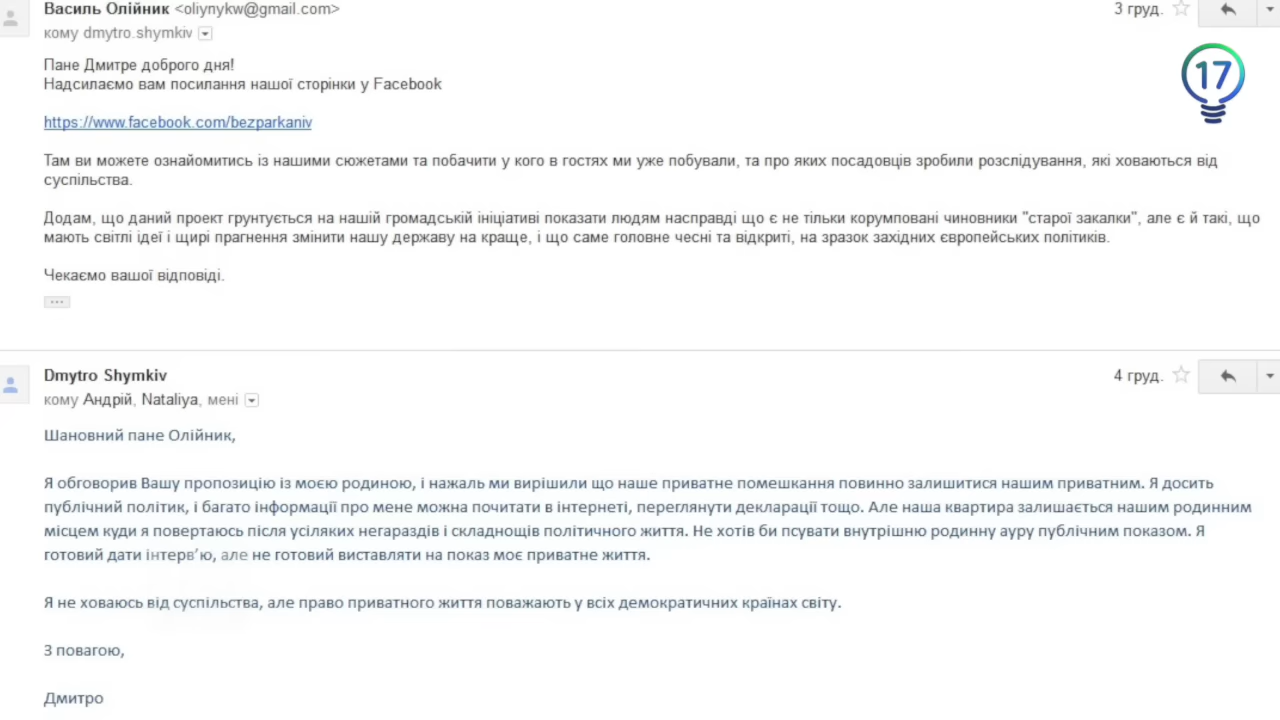 Василь Олійник <oliynykw@gmail.com>
3 груд.
кому dmytro.shymkiv
17
Пане Дмитре доброго дня!
Надсилаємо вам посилання нашої сторінки у Facebook
https://www.facebook.com/bezparkaniv
Там ви можете ознайомитись із нашими сюжетами та побачити у кого в гостях ми уже побували, та про яких посадовців зробили розслідування, які ховаються від
суспільства.
Додам, що даний проект грунтується на нашій громадській ініціативі показати людям насправді що є не тільки корумповані чиновники "старої закалки", але є й такі, що
мають світлі ідеї і щирі прагнення змінити нашу державу на краще, і що саме головне чесні та відкриті, на зразок західних європейських політиків.
Чекаємо вашої відповіді.
Dmytro Shymkiv
4 груд.
кому Андрій, Nataliya, мені
Шановний пане Олійник,
Я обговорив Вашу пропозицію із моєю родиною, і нажаль ми вирішили що наше приватне помешкання повинно залишитися нашим приватним. Я досить
публічний політик, і багато інформації про мене можна почитати в інтернеті, переглянути декларації тощо. Але наша квартира залишається нашим родинним
місцем куди я повертаюсь після усіляких негараздів і складнощів політичного життя. Не хотів би псувати внутрішню родинну ауру публічним показом. Я
готовий дати інтерв'ю, але не готовий виставляти на показ моє приватне життя.
Я не ховаюсь від суспільства, але право приватного життя поважають у всіх демократичних країнах світу.
З повагою,
Дмитро